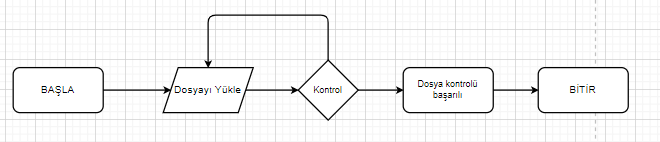 BAŞLA
Dosyayı Yükle
Kontrol
Dosya kontrolü
başarılı
BİTİR